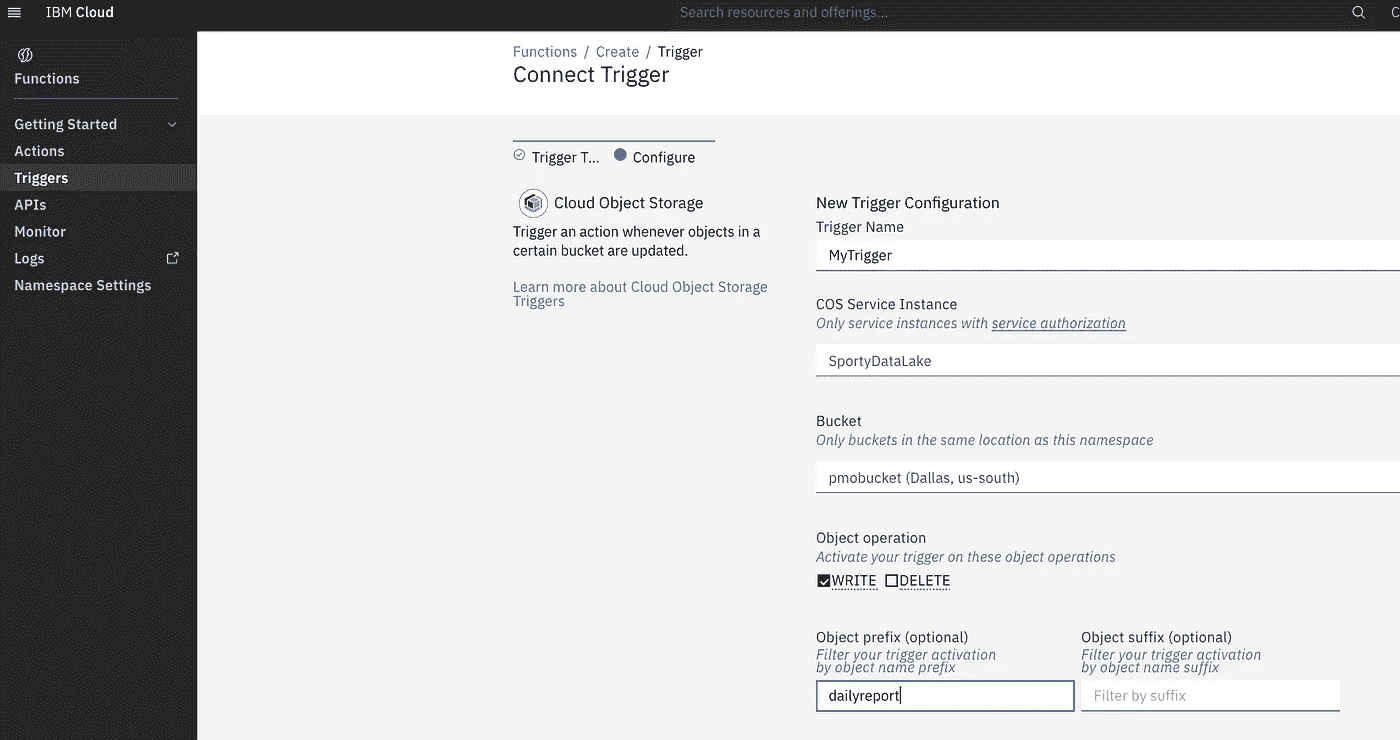 IBM Cloud
Search resources and offerings...
C
Functions
Getting Started
Actions
Triggers
APIs
Monitor
Logs
Namespace Settings
Functions / Create / Trigger
Connect Trigger
Trigger T...
Configure
Cloud Object Storage
Trigger an action whenever objects in a
certain bucket are updated.
Learn more about Cloud Object Storage
Triggers
New Trigger Configuration
Trigger Name
MyTrigger
COS Service Instance
Only service instances with service authorization
SportyDataLake
Bucket
Only buckets in the same location as this namespace
pmobucket (Dallas, us-south)
Object operation
Activate your trigger on these object operations
WRITE DELETE
Object prefix (optional)
Filter your trigger activation
by object name prefix
dailyreport
Object suffix (optional)
Filter your trigger activation
by object name suffix
Filter by suffix